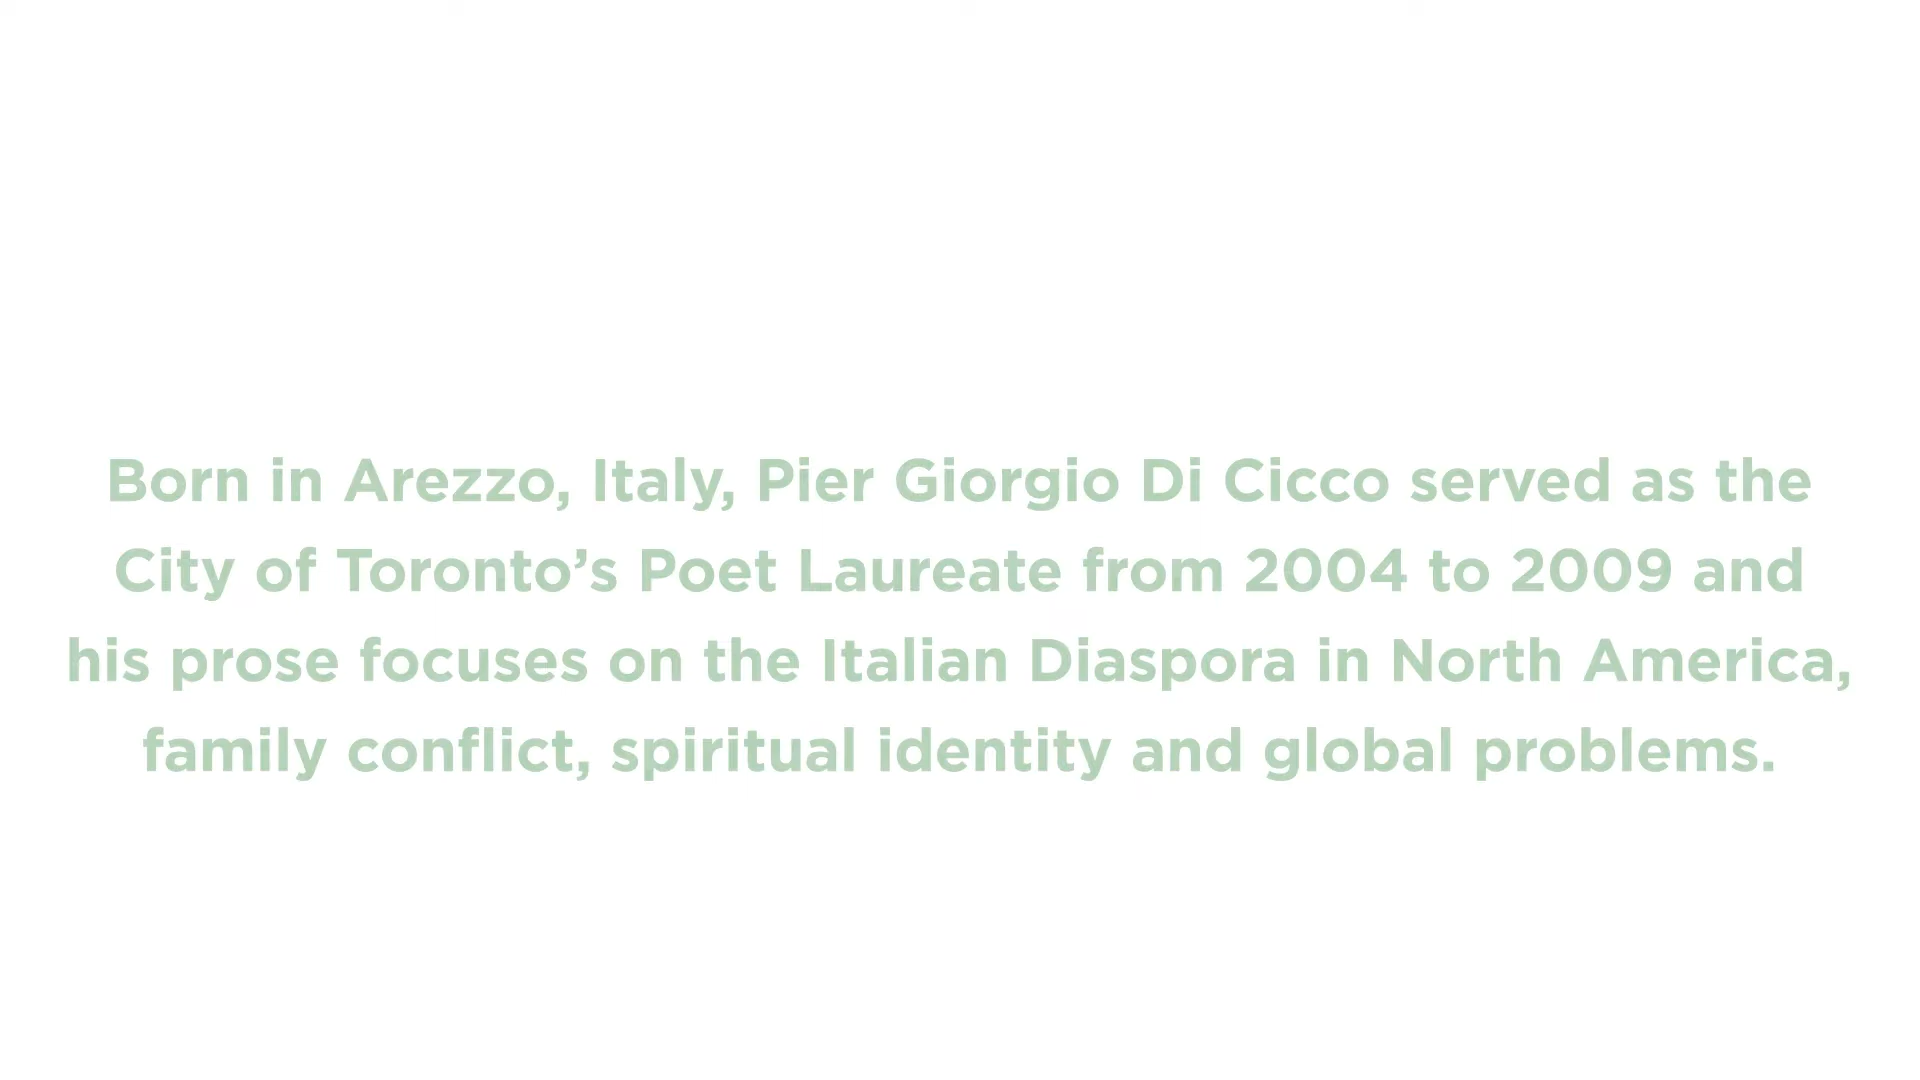 Born in Arezzo, Italy, Pier Giorgio Di Cicco served as the
City of Toronto’s Poet Laureate from 2004 to 2009 and
his prose focuses on the Italian Diaspora in North America,
family conflict, spiritual identity and global problems.